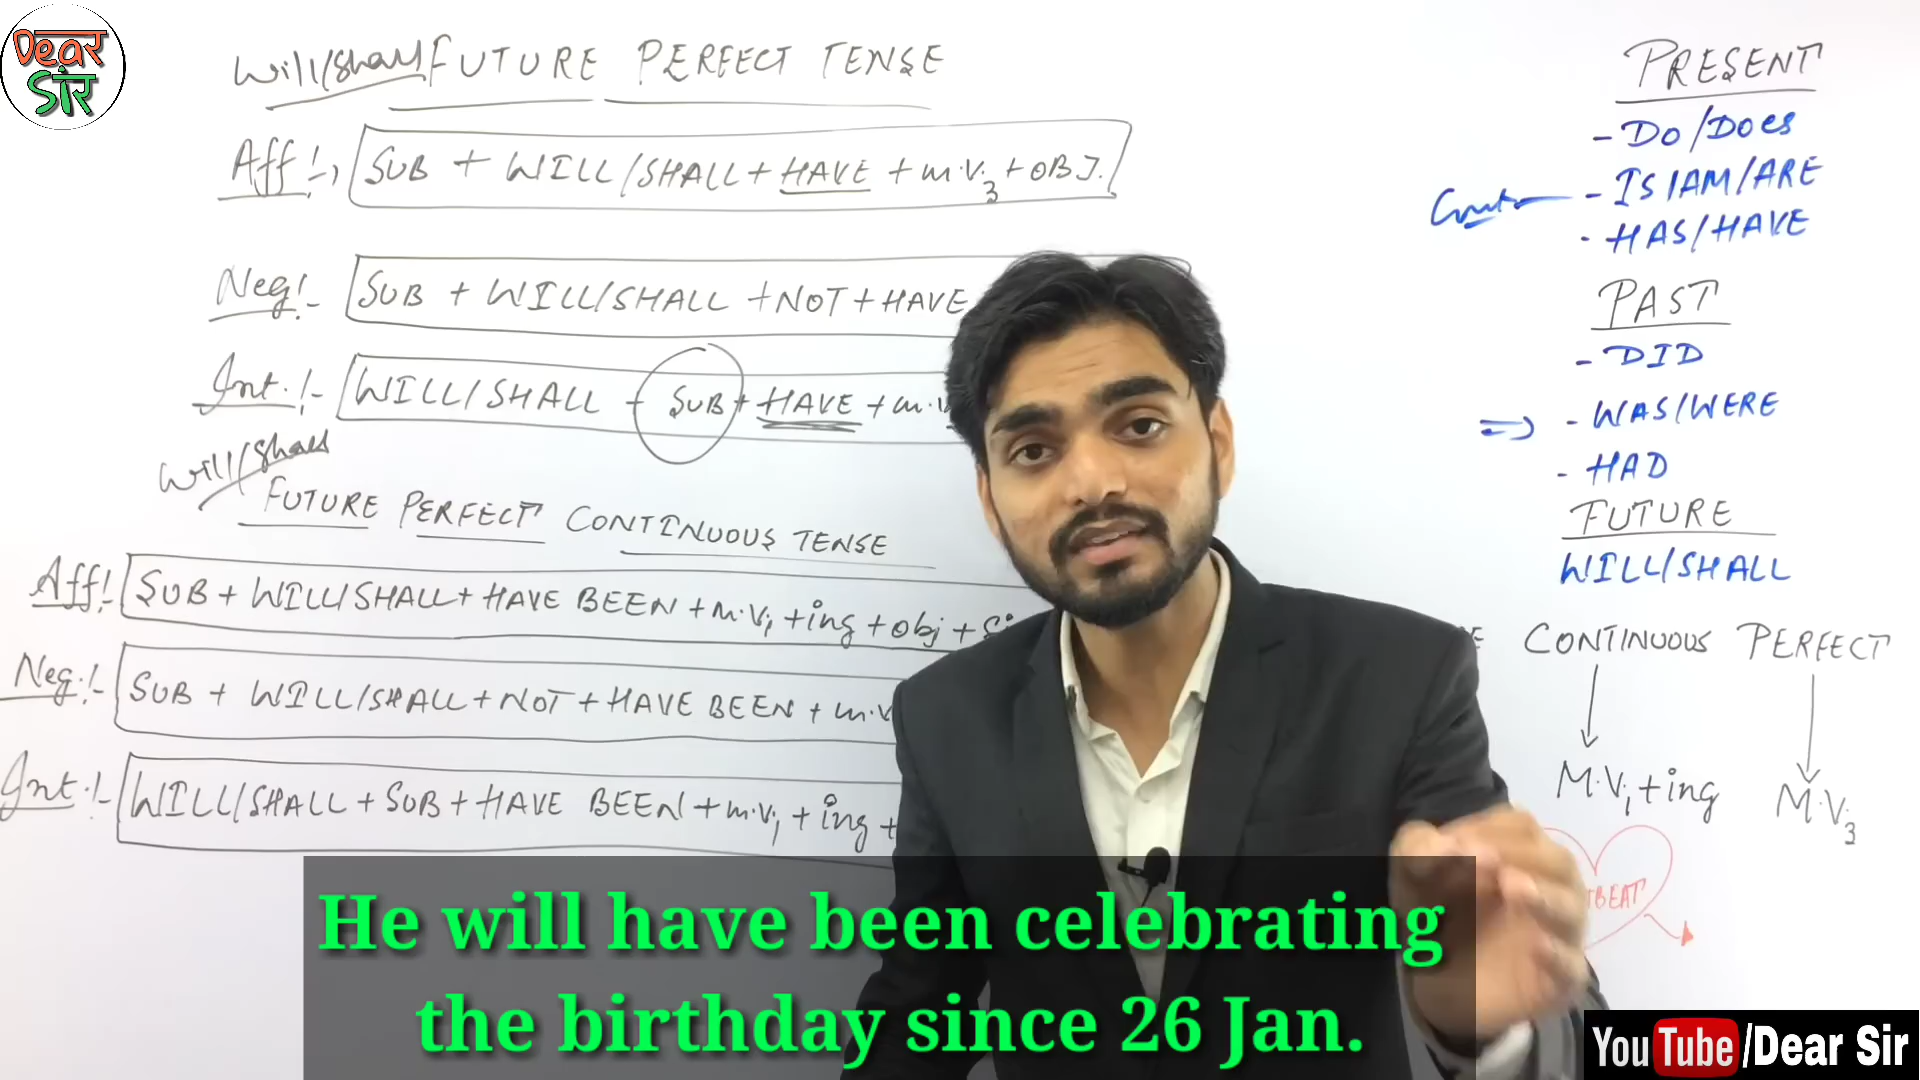 Dear
सर
Will/Shall FUTURE PERFECT TENSE
Aff!-, SUB + WILL/SHALL + HAVE + M.V3 + OBJ.
Neg!- SUB + WILL/SHALL + NOT + HAVE
Int.!- WILL/SHALL - SUB + HAVE + M.V
Will/Shall
FUTURE PERFECT CONTINUOUS TENSE
Aff! SUB + WILL/SHALL + HAVE BEEN + M.V1 + ing + obj + Si
Neg.!- SUB + WILL/SHALL + NOT + HAVE BEEN + M.V
Int.!- WILL/SHALL + SUB + HAVE BEEN + M.V1 + ing +
PRESENT
- DO/DOES
- IS/AM/ARE
- HAS/HAVE
PAST
- DID
=> - WAS/WERE
- HAD
FUTURE
WILL/SHALL
CONTINUOUS PERFECT
M.V1+ing M.V3
TBEAT
He will have been celebrating
the birthday since 26 Jan.
YouTube/Dear Sir